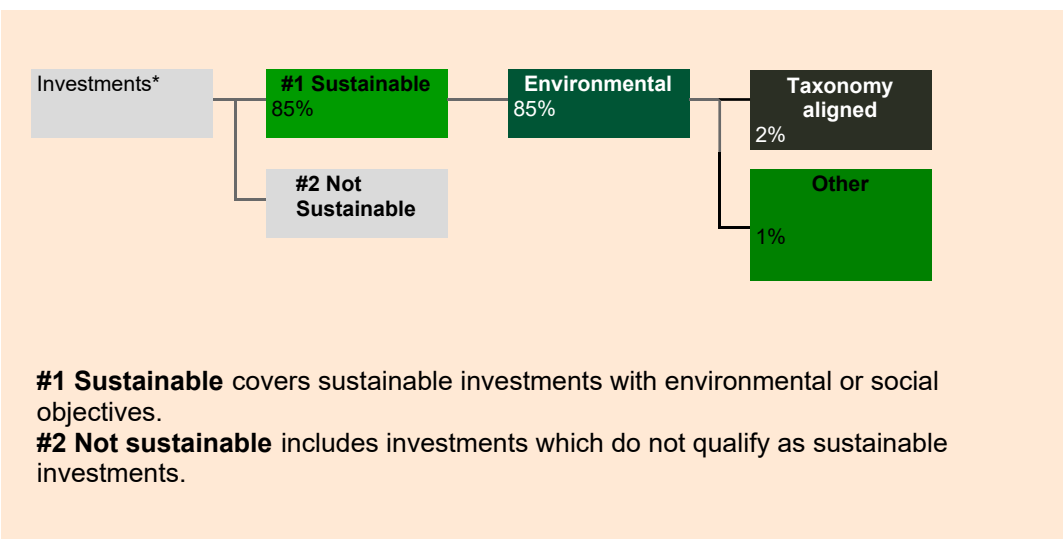 Investments*
#1 Sustainable
85%
Environmental
85%
Taxonomy
aligned
2%
#2 Not
Sustainable
Other
1%
#1 Sustainable covers sustainable investments with environmental or social
objectives.
#2 Not sustainable includes investments which do not qualify as sustainable
investments.